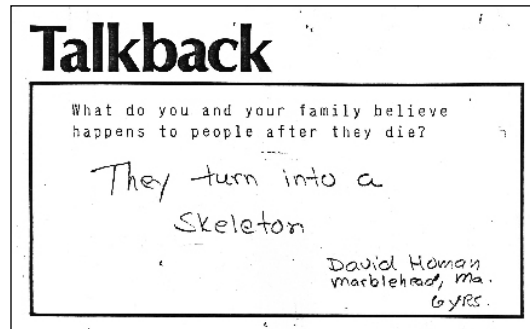 Talkback
What do you and your family believe
happens to people after they die?
They turn into a
Skeleton
David Homan
Marblehead, Ma.
6 yRS.